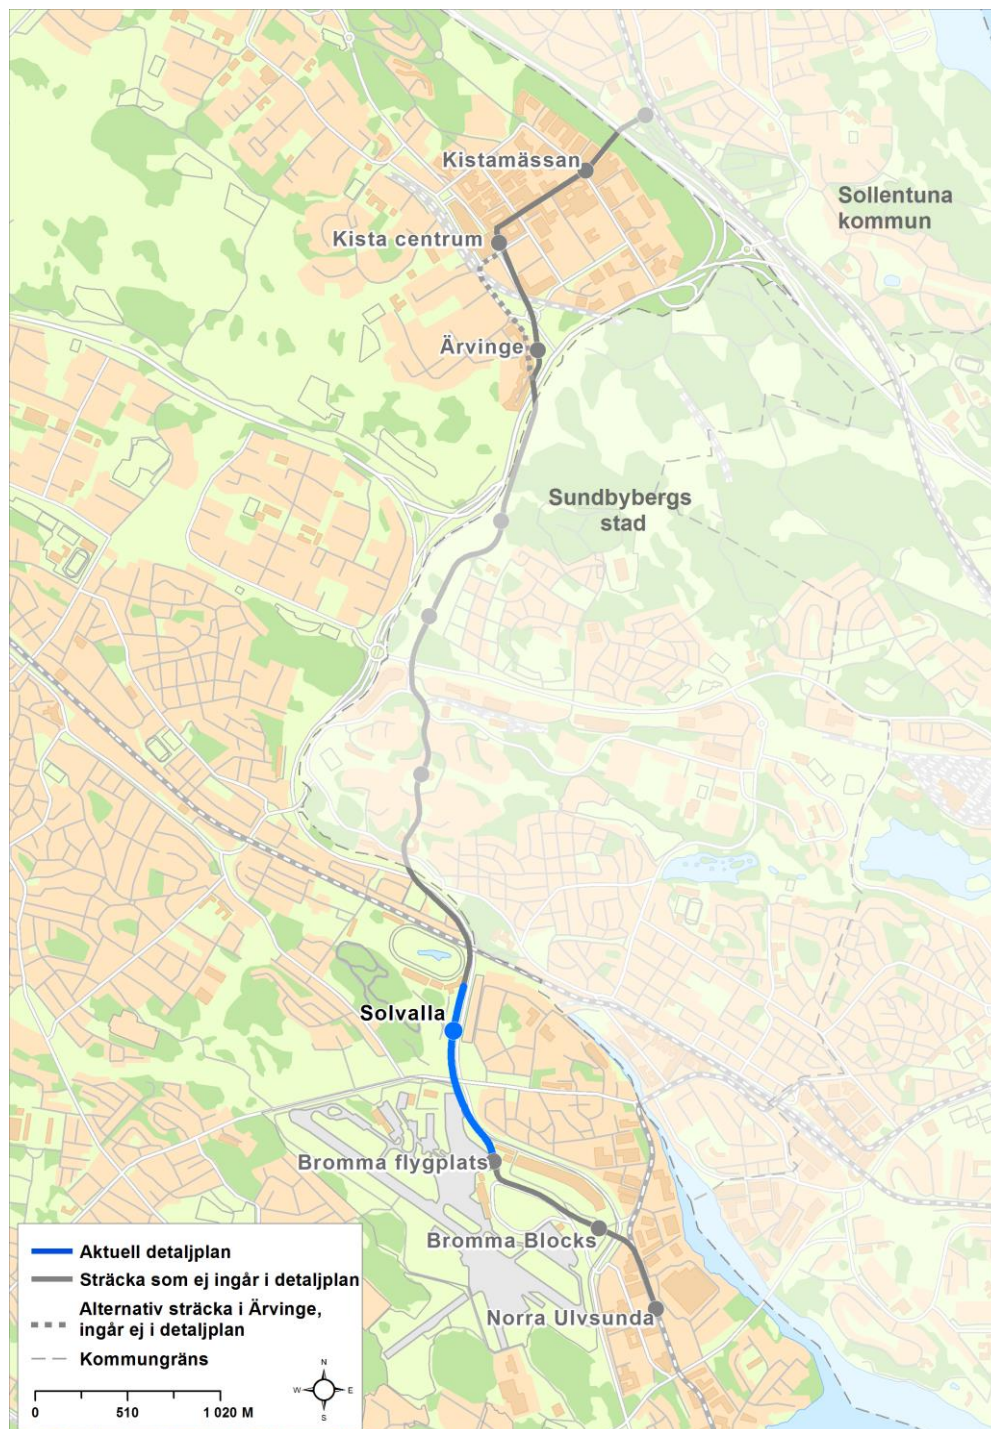 Kistamässan
Sollentuna
kommun
Kista centrum
Ärvinge
Sundbybergs
stad
Solvalla
Bromma flygplats
Bromma Blocks
Norra Ulvsunda
Aktuell detaljplan
Sträcka som ej ingår i detaljplan
Alternativ sträcka i Ärvinge,
ingår ej i detaljplan
Kommungräns
N
W E
S
0 510 1 020 M